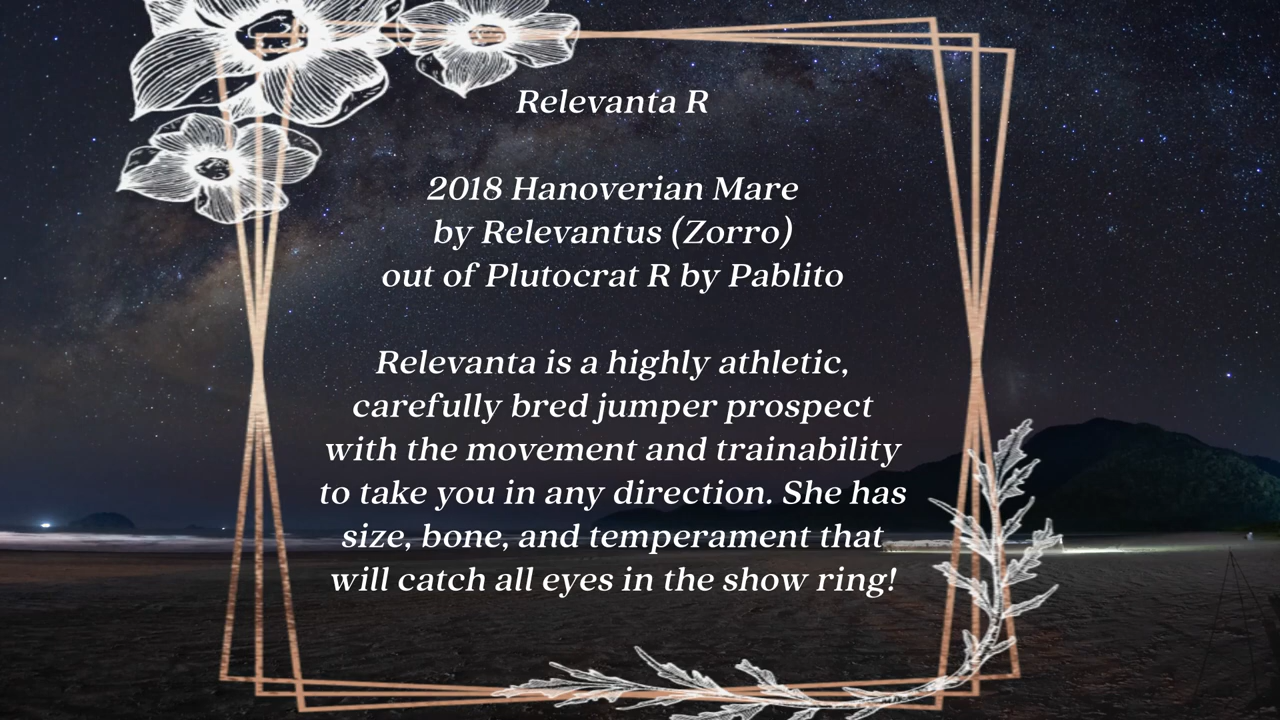 Relevanta R
2018 Hanoverian Mare
by Relevantus (Zorro)
out of Plutocrat R by Pablito
Relevanta is a highly athletic,
carefully bred jumper prospect
with the movement and trainability
to take you in any direction. She has
size, bone, and temperament that
will catch all eyes in the show ring!